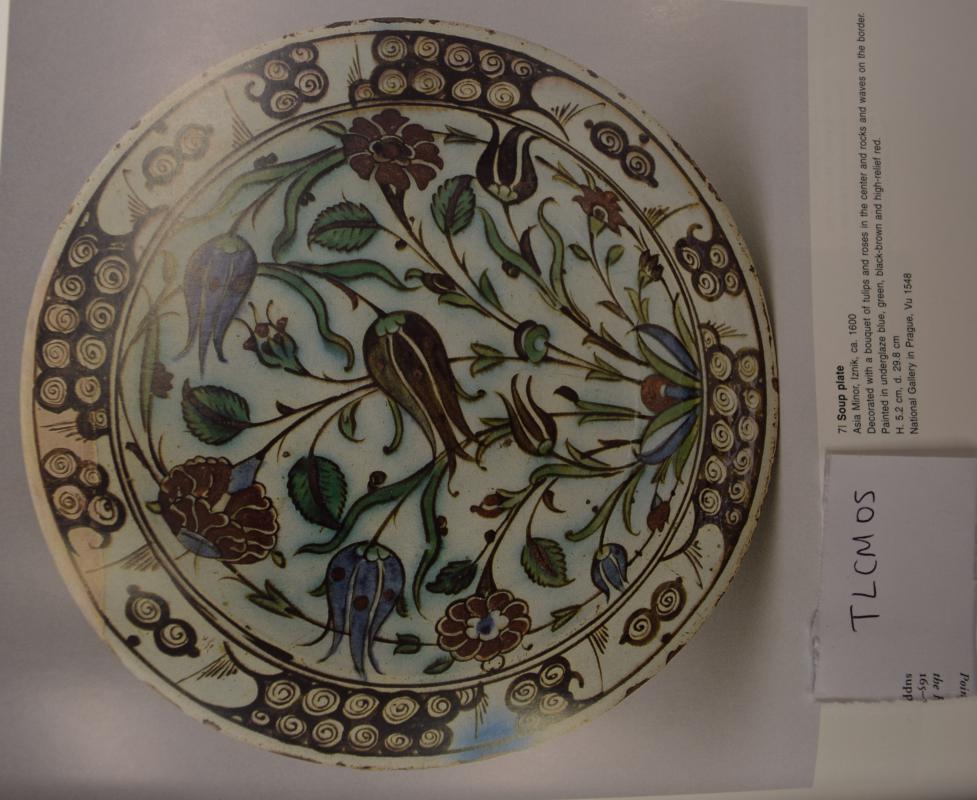 71 Soup plate
Asia Minor, Iznik, ca. 1600
Decorated with a bouquet of tulips and roses in the center and rocks and waves on the border.
Painted in underglaze blue, green, black-brown and high-relief red.
H. 5.2 cm, d. 29.8 cm
National Gallery in Prague, Vu 1548
TLCM05
the
165–
supp